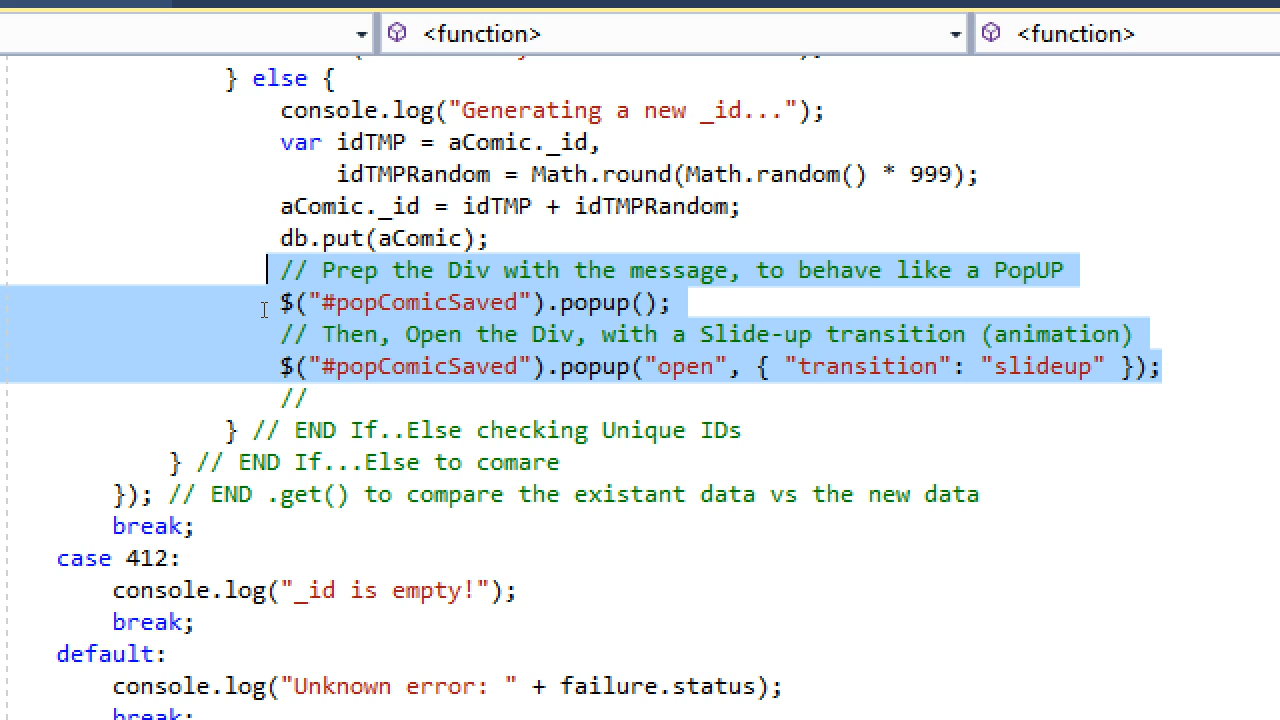 <function> <function>
} else {
console.log("Generating a new _id...");
var idTMP = aComic._id,
idTMPRandom = Math.round(Math.random() * 999);
aComic._id = idTMP + idTMPRandom;
db.put(aComic);
// Prep the Div with the message, to behave like a PopUP
$("#popComicSaved").popup();
// Then, Open the Div, with a Slide-up transition (animation)
$("#popComicSaved").popup("open", { "transition": "slideup" });
//
} // END If..Else checking Unique IDs
} // END If...Else to comare
}); // END .get() to compare the existant data vs the new data
break;
case 412:
console.log("_id is empty!");
break;
default:
console.log("Unknown error: " + failure.status);
break;